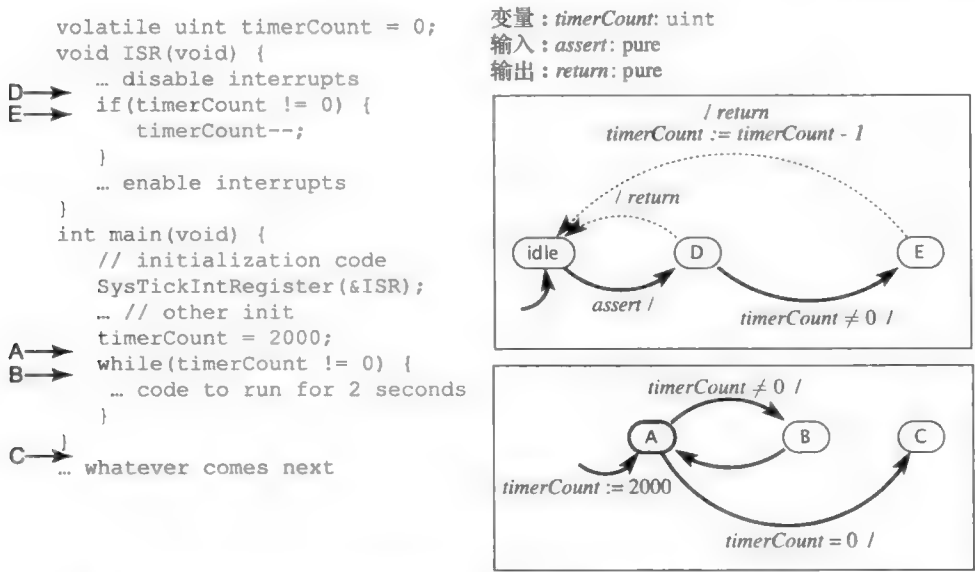 volatile uint timerCount = 0;
void ISR(void) {
… disable interrupts
D
E
if(timerCount != 0) {
timerCount--;
}
… enable interrupts
}
int main(void) {
// initialization code
SysTickIntRegister(&ISR);
… // other init
timerCount = 2000;
A
while(timerCount != 0) {
B
… code to run for 2 seconds
}
}
C
… whatever comes next
变量：timerCount: uint
输入：assert: pure
输出：return: pure
/ return
timerCount := timerCount - 1
/ return
idle
D
E
assert /
timerCount ≠ 0 /
timerCount ≠ 0 /
A
B
C
timerCount := 2000
timerCount = 0 /